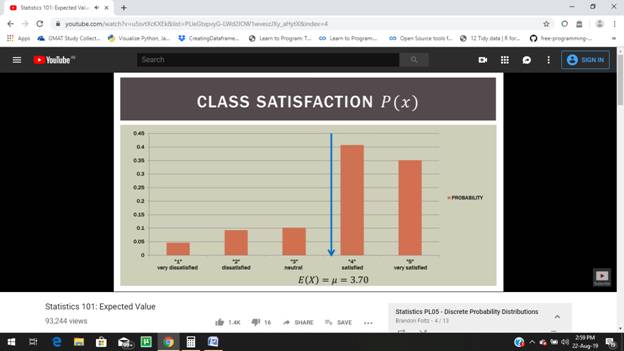 Statistics 101: Expected Valu
youtube.com/watch?v=u5svtXcKXEk&list=PLIeGtxpvyG-LWd2IOW1wveszJXy_aHytX&index=4
Apps GMAT Study Collect... Visualize Python, Ja... CreatingDataframe... Learn to Program: T... Learn to Program:... Open Source tools f... 12 Tidy data | R for... free-programming-...
YouTube Search SIGN IN
CLASS SATISFACTION P(x)
0.45
0.4
0.35
0.3
0.25
0.2
0.15
0.1
0.05
0
PROBABILITY
"1" "2" "3" "4" "5"
very dissatisfied dissatisfied neutral satisfied very satisfied
E(X) = μ = 3.70
Statistics 101: Expected Value
93,244 views
1.4K 16 SHARE SAVE
Statistics PL05 - Discrete Probability Distributions
Brandon Foltz - 4 / 13
2:59 PM
22-Aug-19